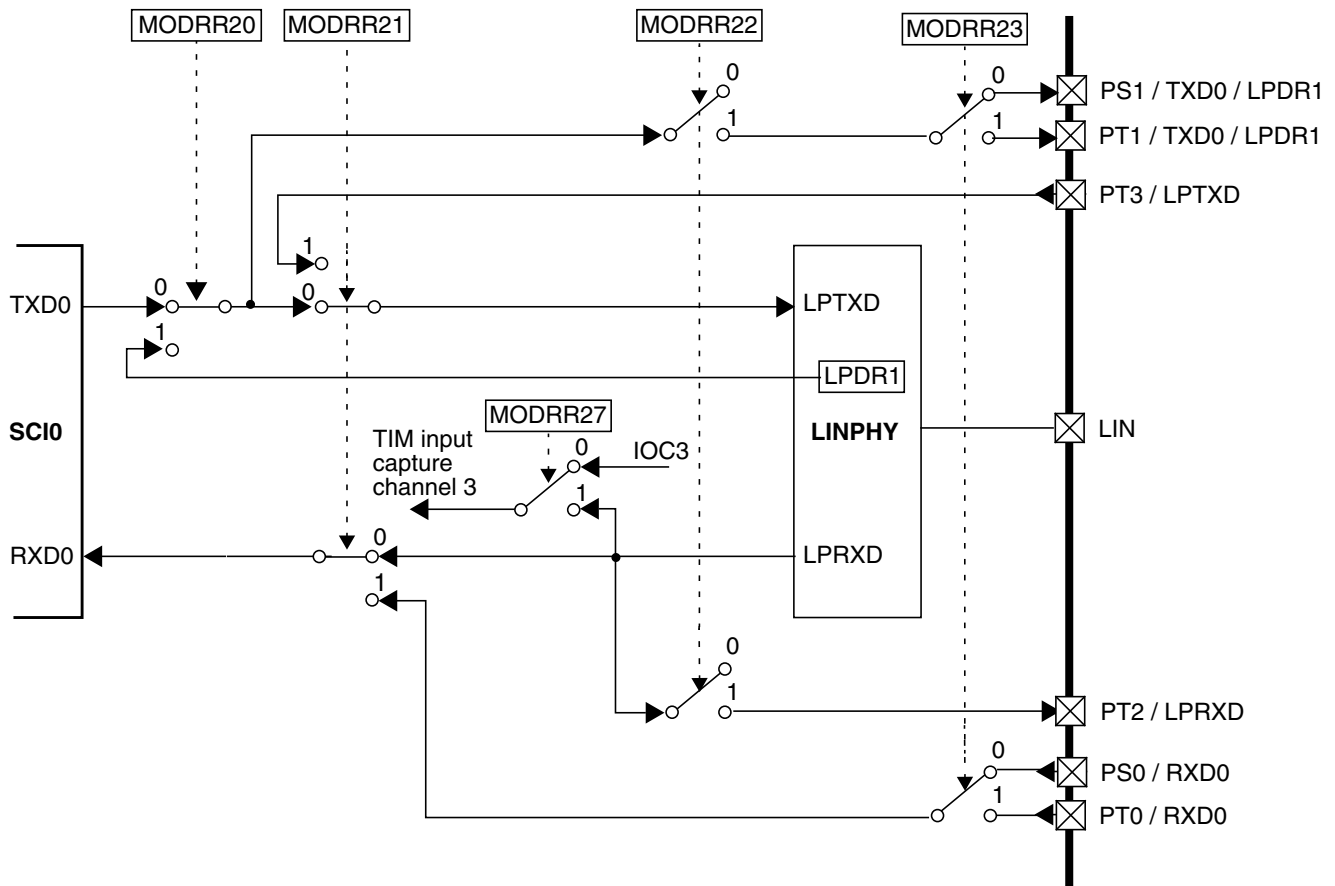 MODRR20 MODRR21 MODRR22 MODRR23
0 0
PS1 / TXD0 / LPDR1
1 1
PT1 / TXD0 / LPDR1
PT3 / LPTXD
1
TXD0 0 0 LPTXD
1
LPDR1
SCI0 MODRR27 LINPHY LIN
TIM input
capture
channel 3
0 IOC3
1
RXD0 0 LPRXD
1
0
1 PT2 / LPRXD
0 PS0 / RXD0
1 PT0 / RXD0